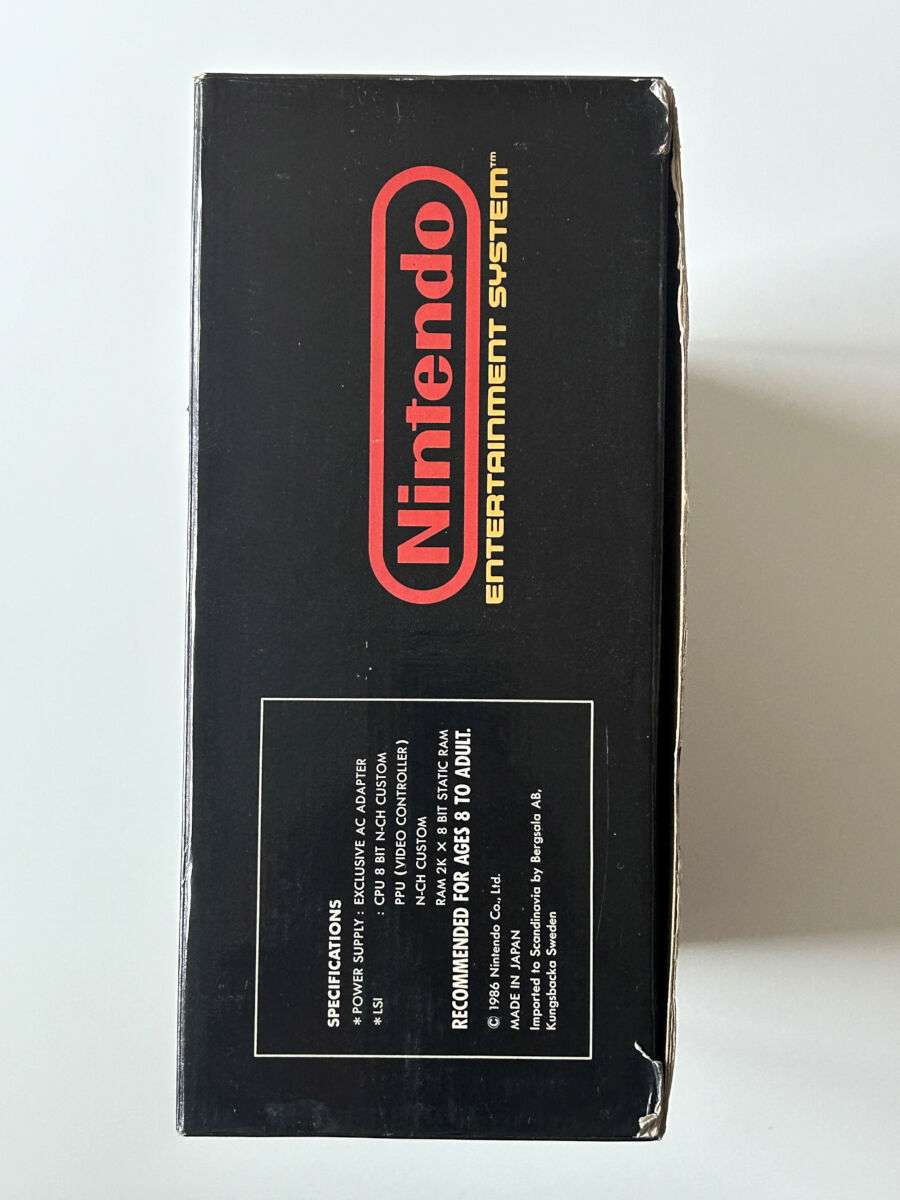 Nintendo
ENTERTAINMENT SYSTEM™
SPECIFICATIONS
* POWER SUPPLY : EXCLUSIVE AC ADAPTER
* LSI : CPU 8 BIT N-CH CUSTOM
PPU (VIDEO CONTROLLER)
N-CH CUSTOM
RAM 2K × 8 BIT STATIC RAM
RECOMMENDED FOR AGES 8 TO ADULT.
© 1986 Nintendo Co., Ltd.
MADE IN JAPAN
Imported to Scandinavia by Bergsala AB,
Kungsbacka Sweden